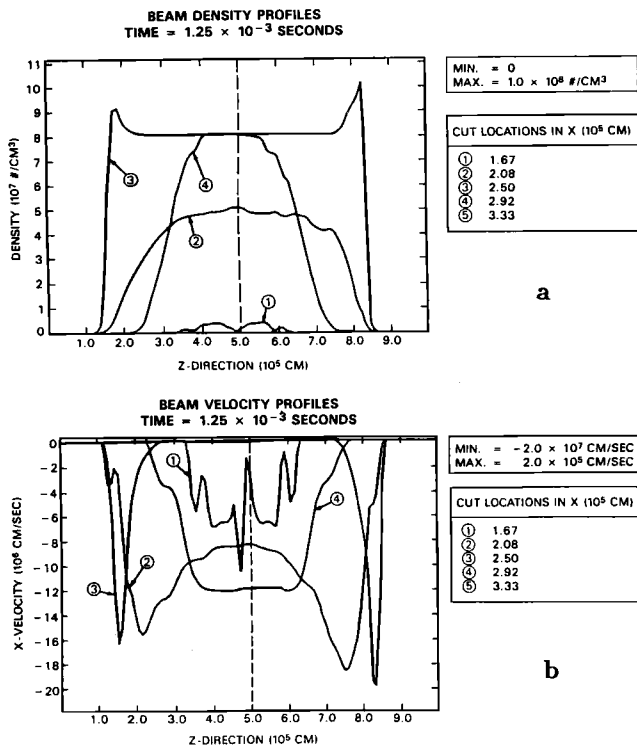 BEAM DENSITY PROFILES
TIME = 1.25 × 10⁻³ SECONDS
MIN. = 0
MAX. = 1.0 × 10⁸ #/CM³
CUT LOCATIONS IN X (10⁵ CM)
① 1.67
② 2.08
③ 2.50
④ 2.92
⑤ 3.33
DENSITY (10⁷ #/CM³)
11
10
9
8
7
6
5
4
3
2
1
0
③
④
②
①
1.0 2.0 3.0 4.0 5.0 6.0 7.0 8.0 9.0
Z-DIRECTION (10⁵ CM)
a
BEAM VELOCITY PROFILES
TIME = 1.25 × 10⁻³ SECONDS
MIN. = −2.0 × 10⁷ CM/SEC
MAX. = 2.0 × 10⁵ CM/SEC
CUT LOCATIONS IN X (10⁵ CM)
① 1.67
② 2.08
③ 2.50
④ 2.92
⑤ 3.33
X-VELOCITY (10⁶ CM/SEC)
0
-2
-4
-6
-8
-10
-12
-14
-16
-18
-20
①
④
②
③
1.0 2.0 3.0 4.0 5.0 6.0 7.0 8.0 9.0
Z-DIRECTION (10⁵ CM)
b